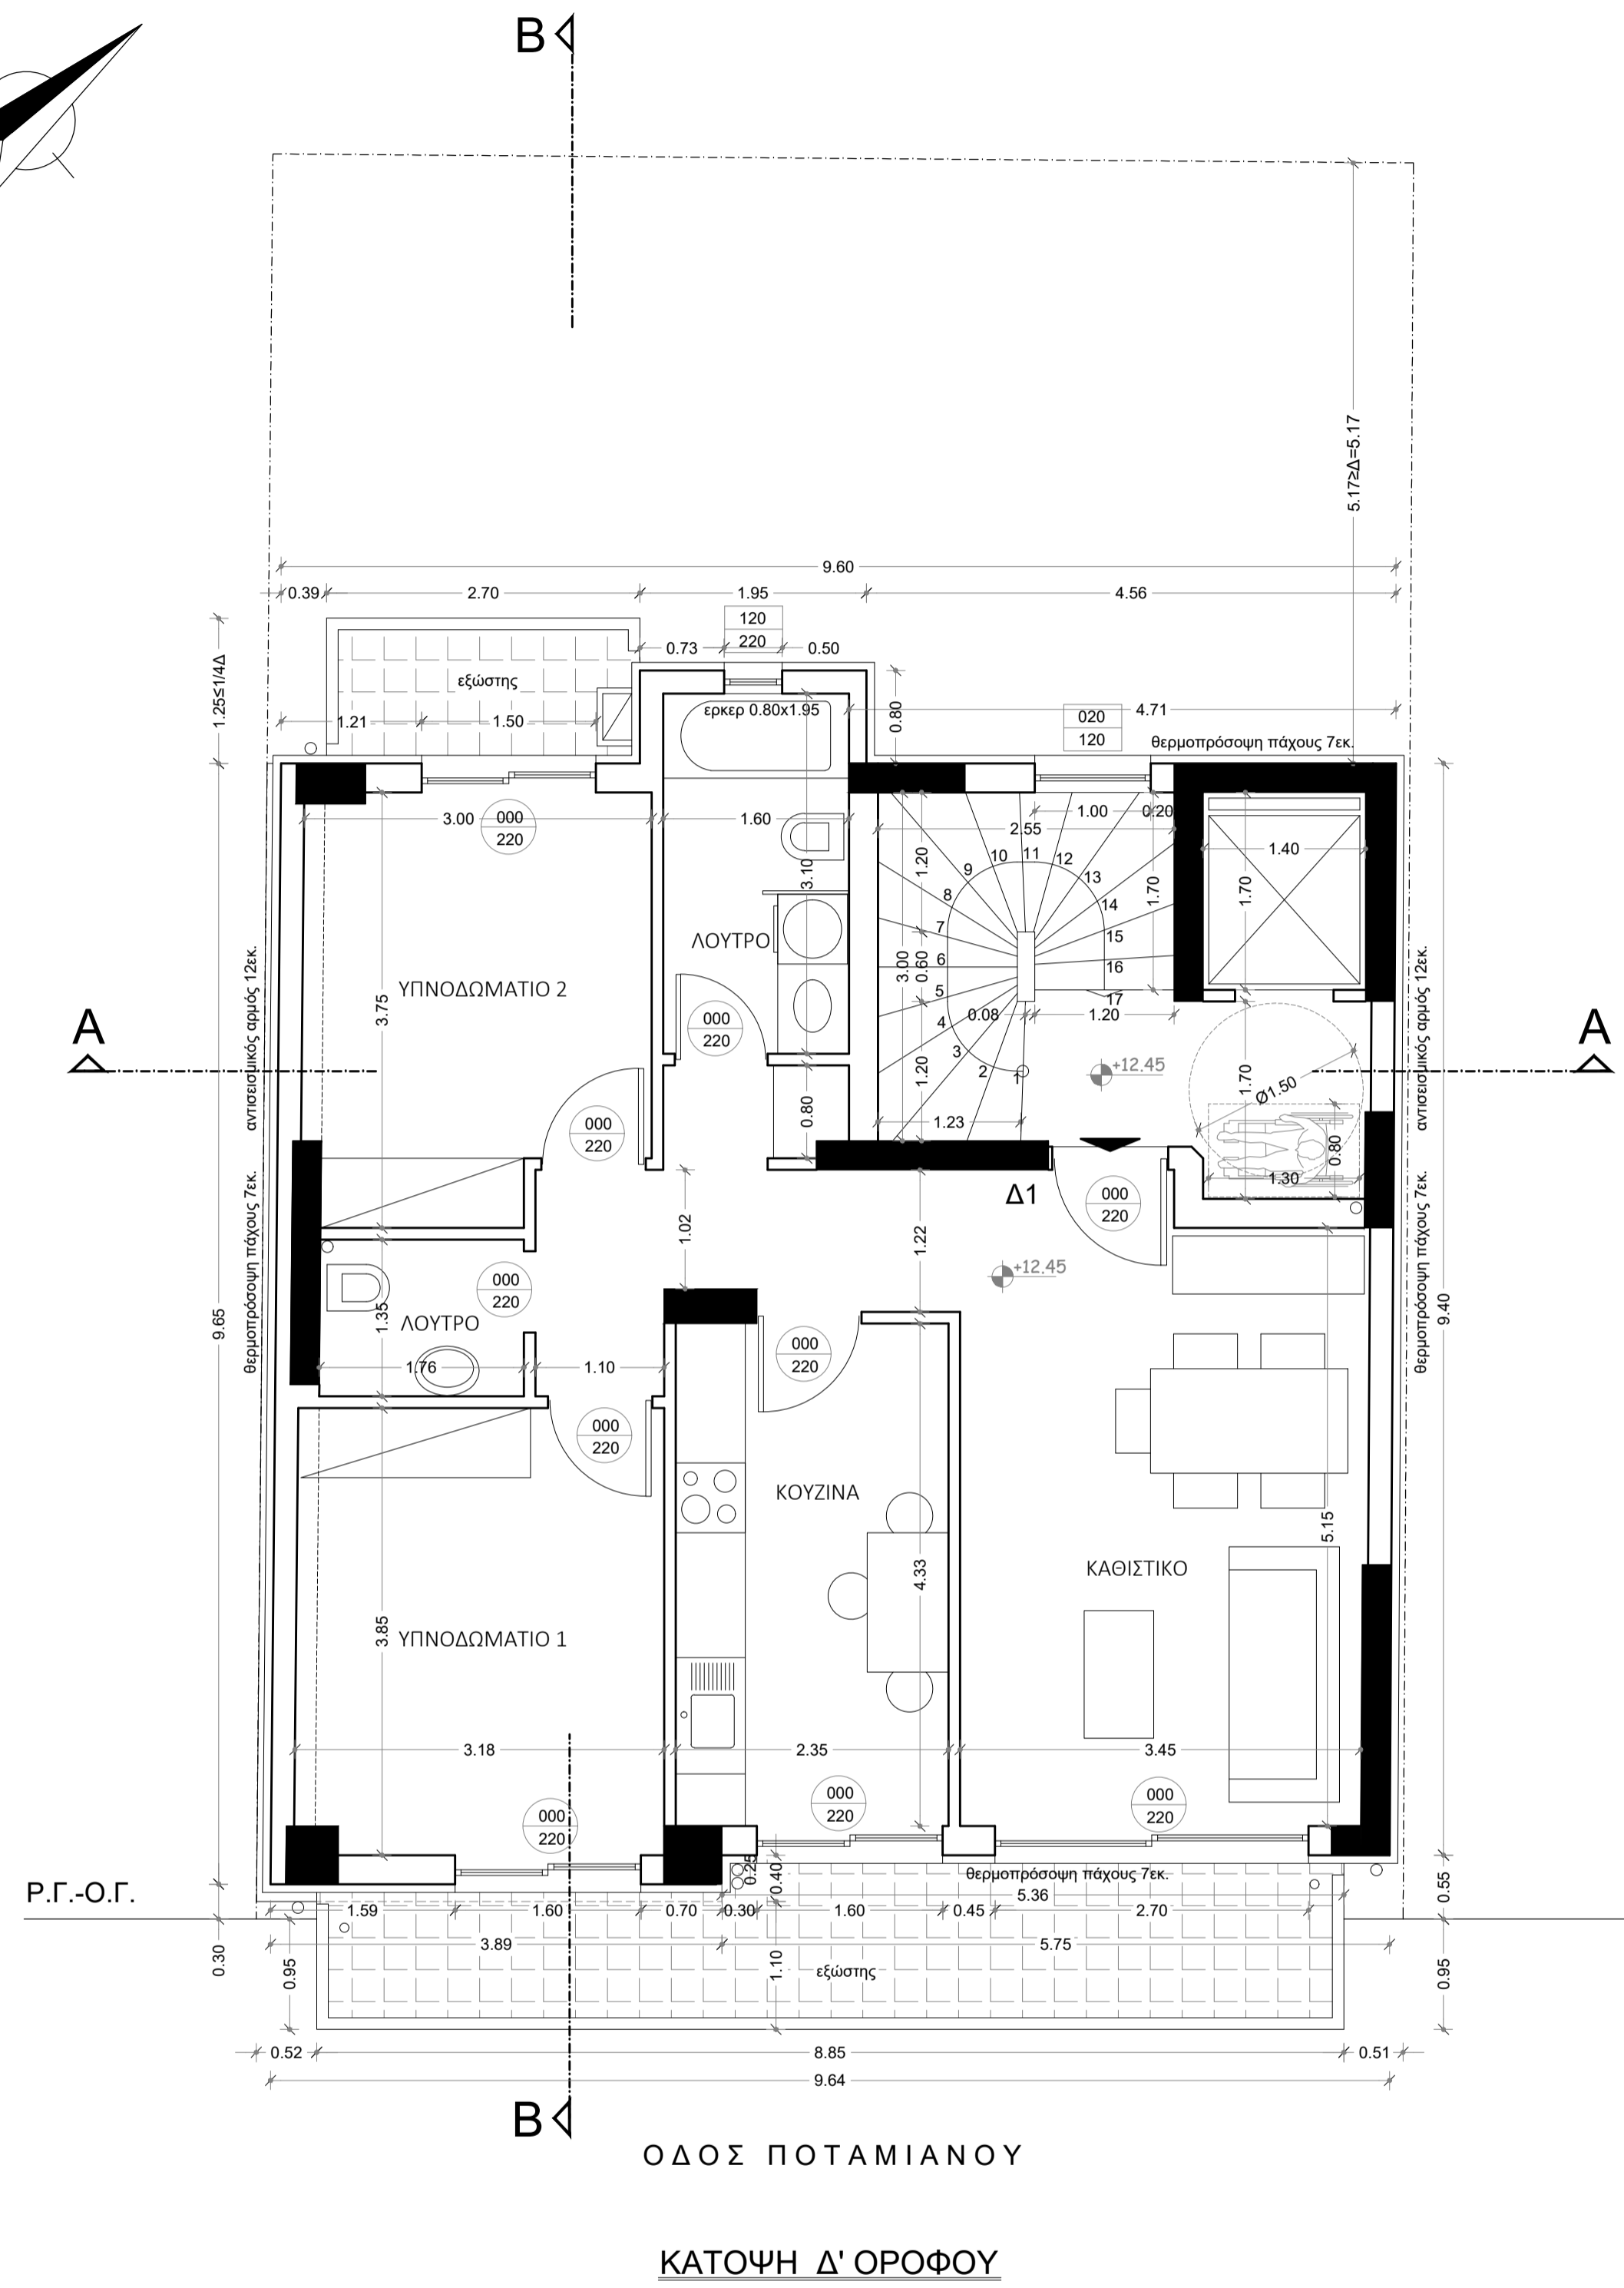 B
9.60
0.39 2.70 1.95 4.56
120
220
0.73 0.50
1.25≤1/4Δ
5.17≥Δ=5.17
εξώστης
1.21 1.50
ερκερ 0.80x1.95
0.80
4.71
020
120
θερμοπρόσοψη πάχους 7εκ.
3.00
000
220
1.60
3.10
2.55
1.00
0.20
1.20
1.70
1.70
1.40
1
2
3
4
5
6
7
8
9
10
11
12
13
14
15
16
17
ΛΟΥΤΡΟ
3.00
0.60
ΥΠΝΟΔΩΜΑΤΙΟ 2
3.75
000
220
0.08
1.20
αντισεισμικός αρμός 12εκ.
αντισεισμικός αρμός 12εκ.
A
A
+12.45
1.20
1.70
Ø1.50
0.80
1.23
000
220
0.80
1.30
θερμοπρόσοψη πάχους 7εκ.
θερμοπρόσοψη πάχους 7εκ.
Δ1
000
220
1.02
1.22
+12.45
000
220
9.65
9.40
1.35
ΛΟΥΤΡΟ
1.76
1.10
000
220
000
220
ΚΟΥΖΙΝΑ
5.15
ΚΑΘΙΣΤΙΚΟ
4.33
3.85
ΥΠΝΟΔΩΜΑΤΙΟ 1
3.18 2.35 3.45
000
220
000
220
000
220
θερμοπρόσοψη πάχους 7εκ.
0.25
0.40
5.36
Ρ.Γ.-Ο.Γ.
0.55
1.59 1.60 0.70 0.30 1.60 0.45 2.70
3.89 5.75
0.30
0.95
1.10
εξώστης
0.95
0.52 8.85 0.51
9.64
B
ΟΔΟΣ ΠΟΤΑΜΙΑΝΟΥ
ΚΑΤΟΨΗ Δ' ΟΡΟΦΟΥ